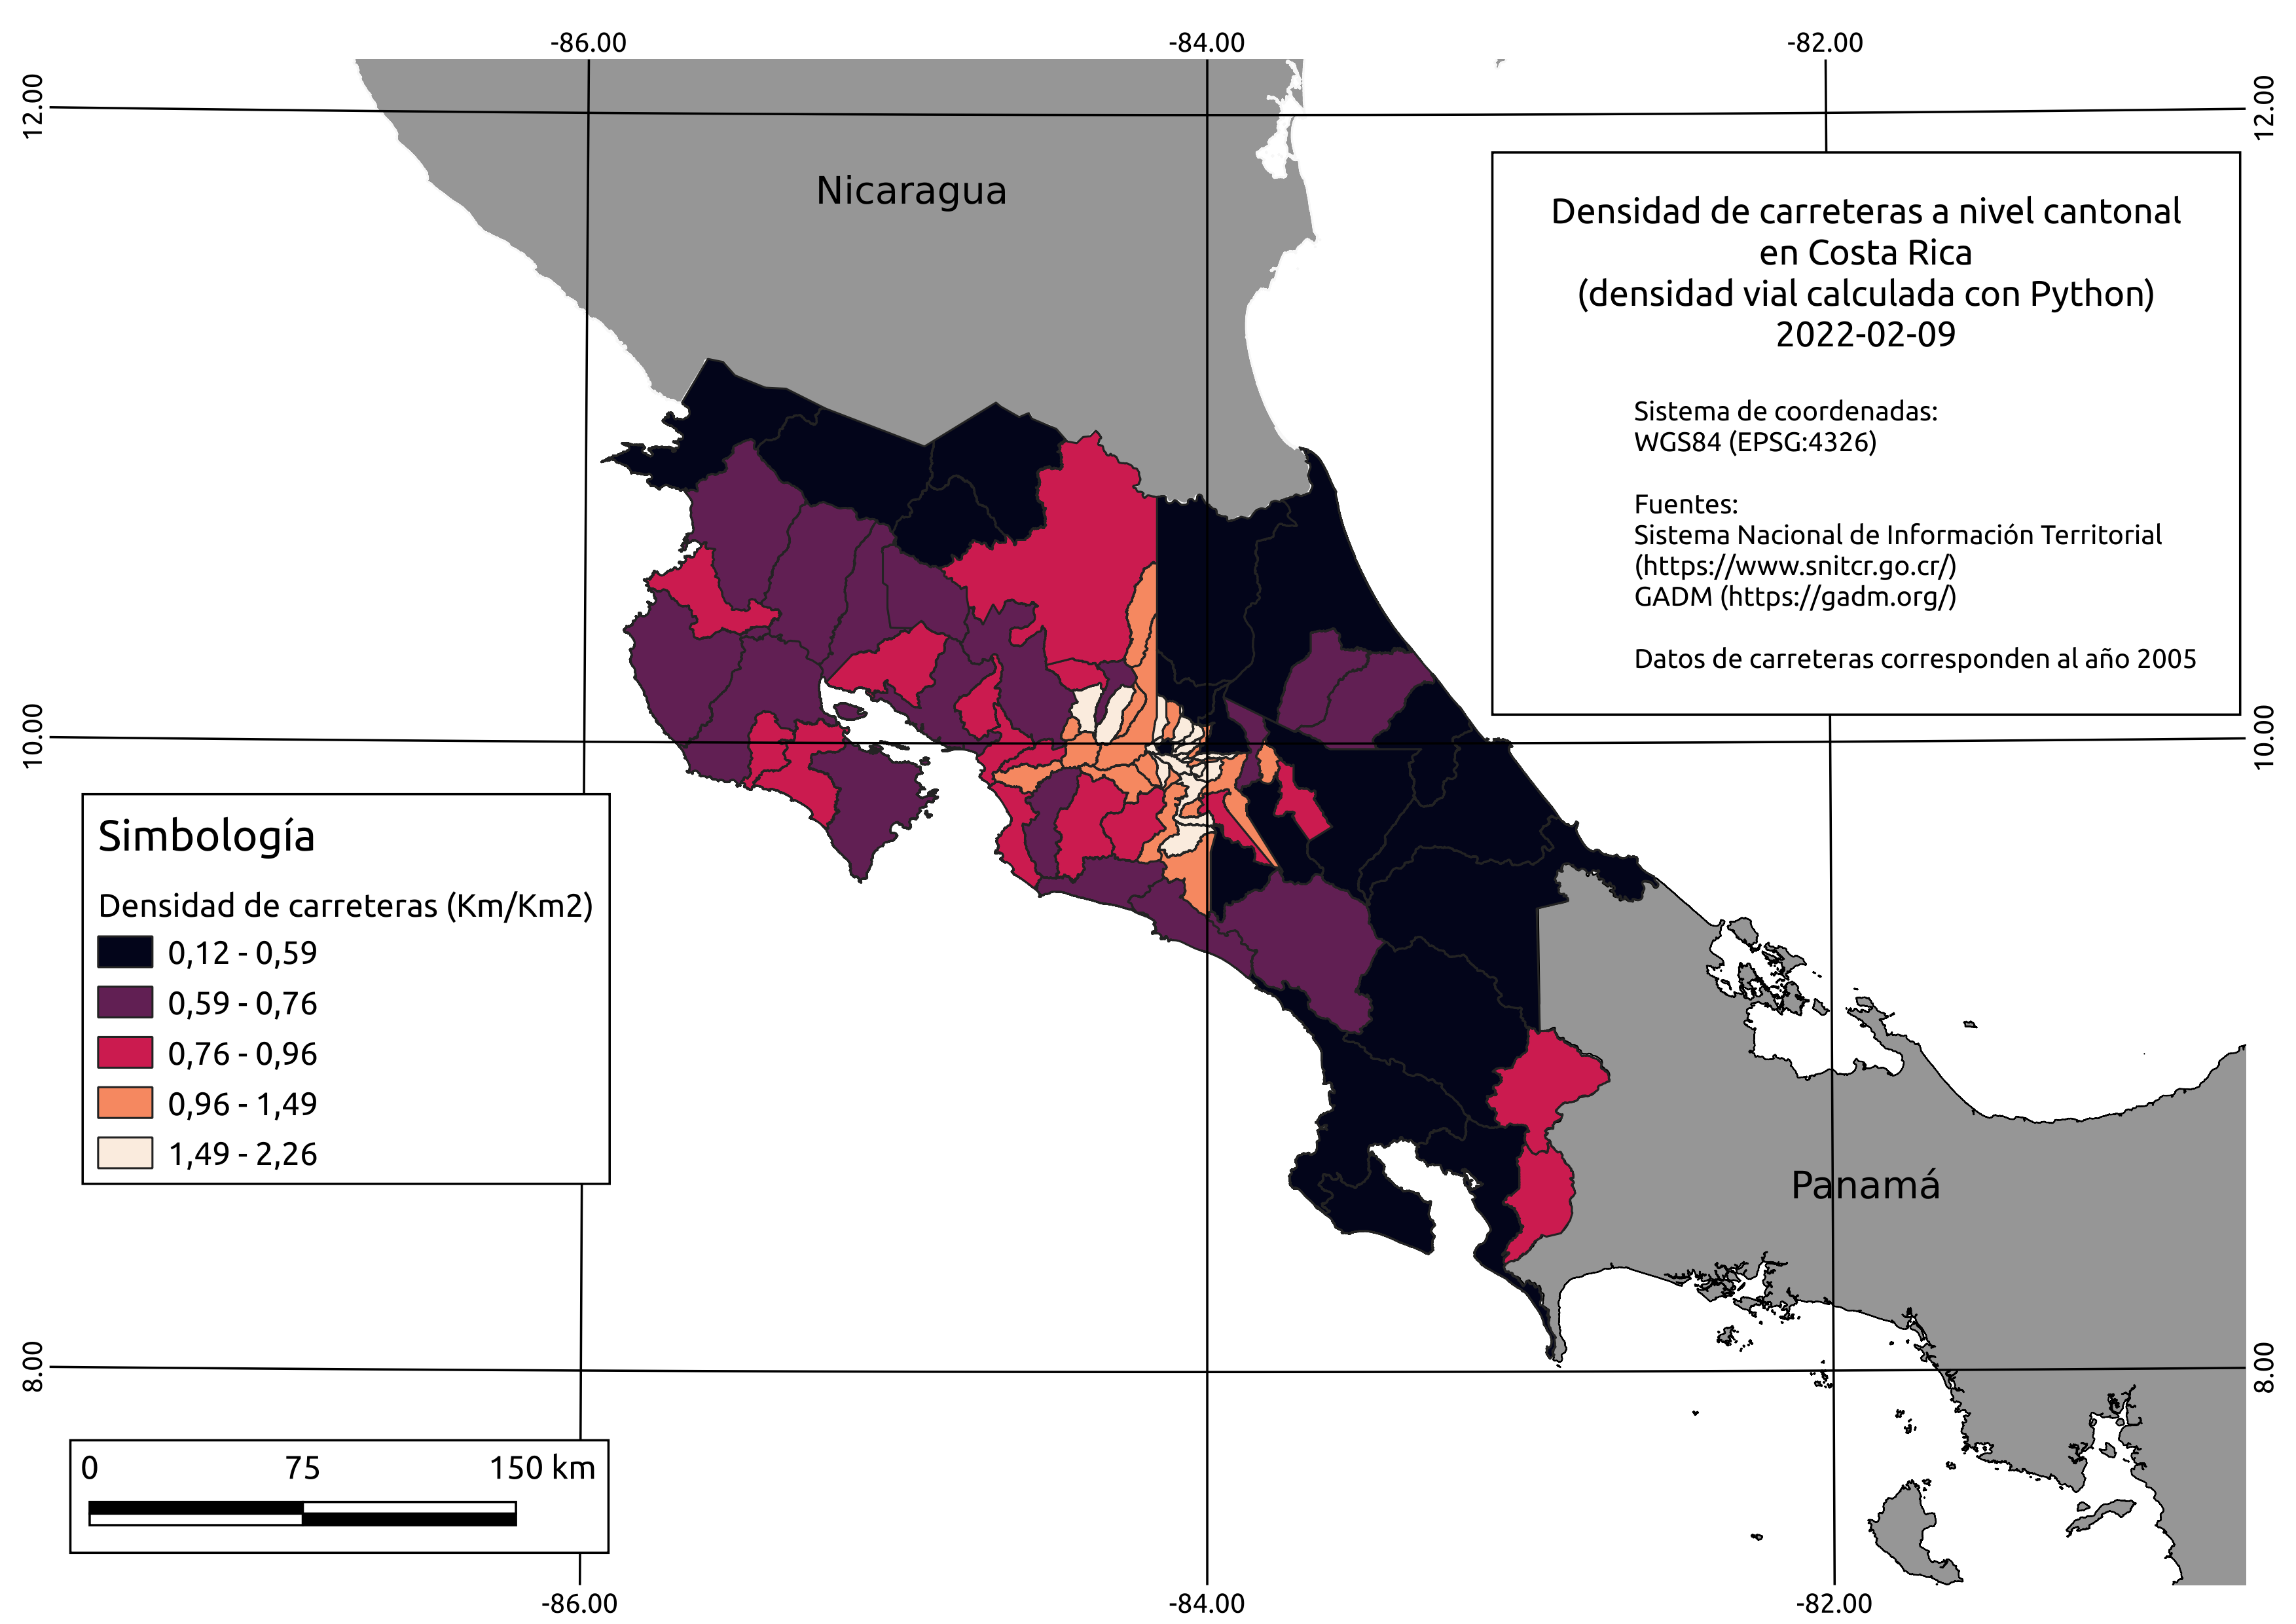 -86.00
-84.00
-82.00
12.00
12.00
Nicaragua
Densidad de carreteras a nivel cantonal
en Costa Rica
(densidad vial calculada con Python)
2022-02-09
Sistema de coordenadas:
WGS84 (EPSG:4326)
Fuentes:
Sistema Nacional de Información Territorial
(https://www.snitcr.go.cr/)
GADM (https://gadm.org/)
Datos de carreteras corresponden al año 2005
10.00
10.00
Simbología
Densidad de carreteras (Km/Km2)
0,12 - 0,59
0,59 - 0,76
0,76 - 0,96
0,96 - 1,49
1,49 - 2,26
Panamá
8.00
8.00
0 75 150 km
-86.00
-84.00
-82.00